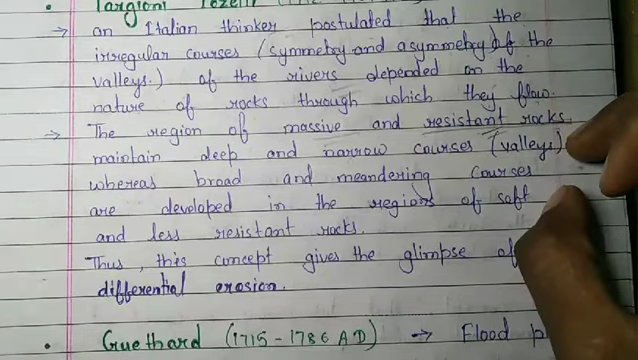 • Targioni Tozetti
→ an Italian thinker postulated that the
irregular courses (symmetry and asymmetry) of the
valleys.) of the rivers depended on the
nature of rocks through which they flow.
→ The region of massive and resistant rocks
maintain deep and narrow courses (valleys)
whereas broad and meandering courses
are developed in the regions of soft
and less resistant rocks.
Thus, this concept gives the glimpse of
differential erosion.
• Guethard (1715-1786 AD) → Flood p